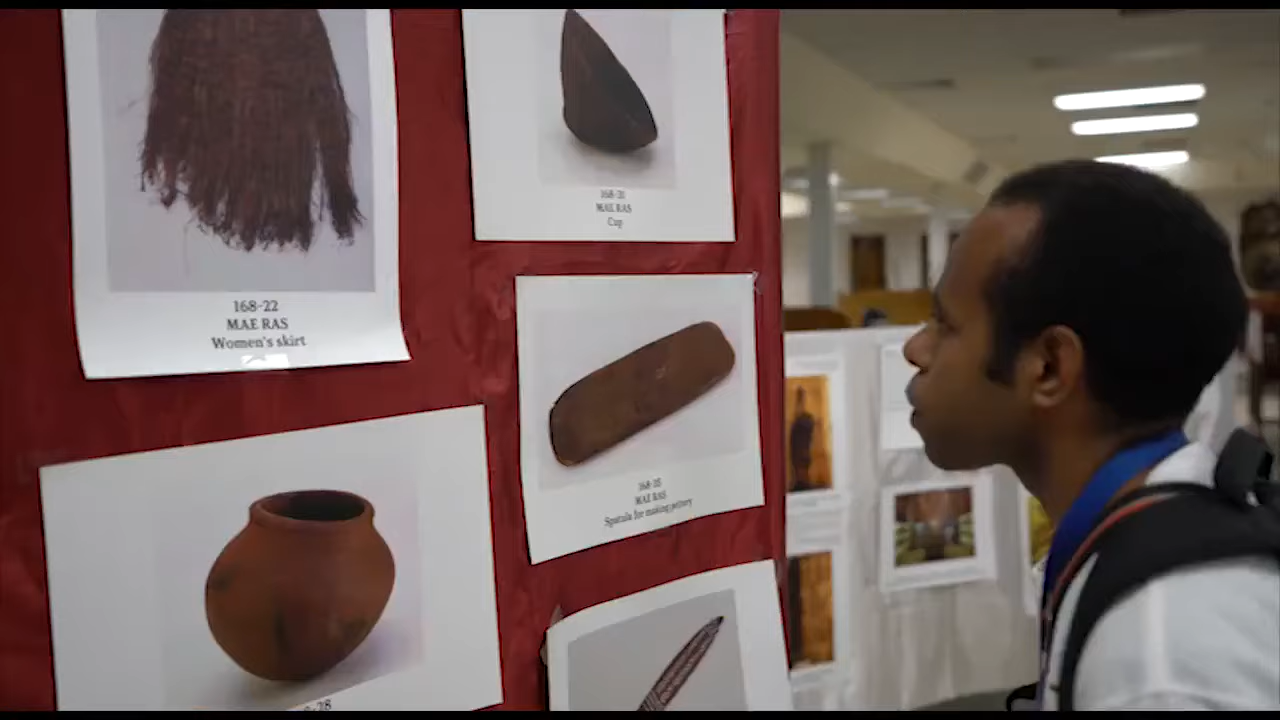 168-22
MAE RAS
Women's skirt
168-31
MAE RAS
Cup
168-35
MAE RAS
Spatula for making pottery